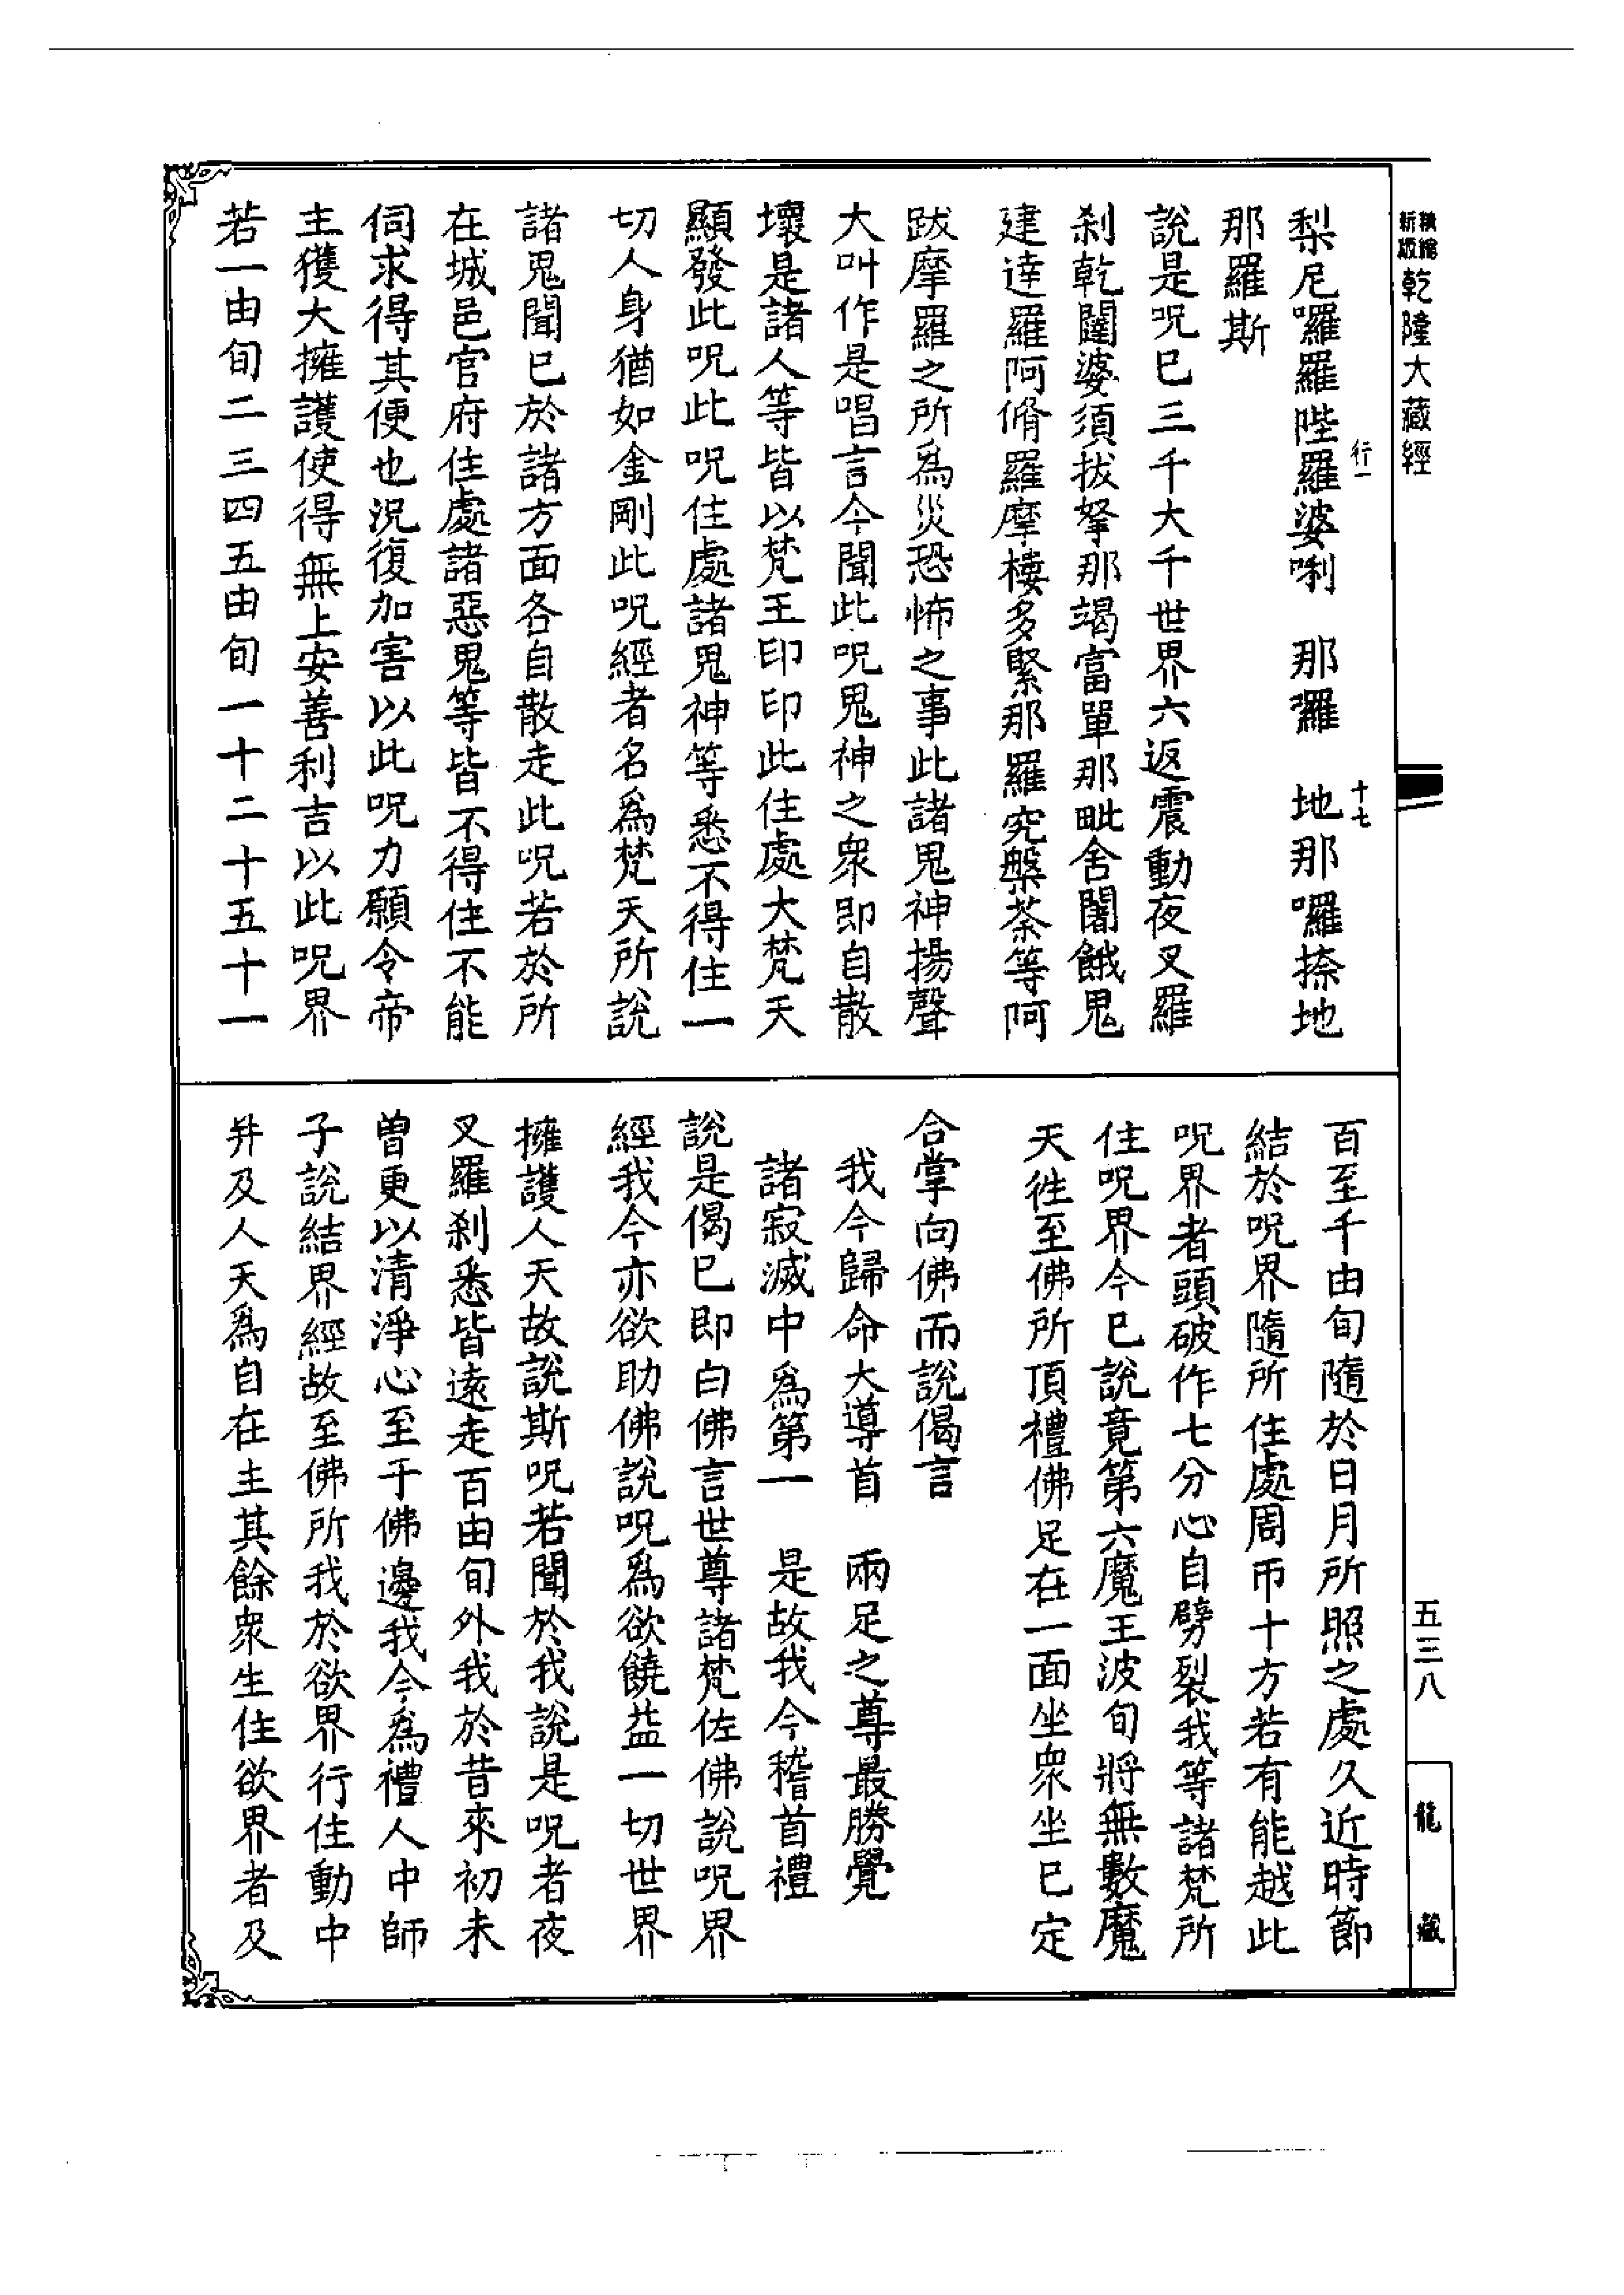 精縮
新版
乾隆大藏經
行一
十七
梨尼囉羅陛羅婆唎　那囉　地那囉捺地
那羅斯
說是呪已三千大千世界六返震動夜叉羅
刹乾闥婆須拔拏那竭富單那毗舍闍餓鬼
建達羅阿脩羅摩樓多緊那羅究槃荼等阿
跋摩羅之所爲災恐怖之事此諸鬼神揚聲
大叫作是唱言今聞此呪鬼神之衆即自散
壞是諸人等皆以梵王印印此住處大梵天
顯發此呪此呪住處諸鬼神等悉不得住一
切人身猶如金剛此呪經者名爲梵天所說
諸鬼聞已於諸方面各自散走此呪若於所
在城邑官府住處諸惡鬼等皆不得住不能
伺求得其便也況復加害以此呪力願令帝
主獲大擁護使得無上安善利吉以此呪界
若一由旬二三四五由旬一十二十五十一
百至千由旬隨於日月所照之處久近時節
結於呪界隨所住處周帀十方若有能越此
呪界者頭破作七分心自劈裂我等諸梵所
住呪界今已說竟第六魔王波旬將無數魔
天往至佛所頂禮佛足在一面坐衆坐已定
合掌向佛而說偈言
我今歸命大導首　兩足之尊最勝覺
諸寂滅中爲第一　是故我今稽首禮
說是偈已即白佛言世尊諸梵佐佛說呪界
經我今亦欲助佛說呪爲欲饒益一切世界
擁護人天故說斯呪若聞於我說是呪者夜
叉羅刹悉皆遠走百由旬外我於昔來初未
曾更以清淨心至于佛邊我今爲禮人中師
子說結界經故至佛所我於欲界行住動中
并及人天爲自在主其餘衆生住欲界者及
五三八
龍藏